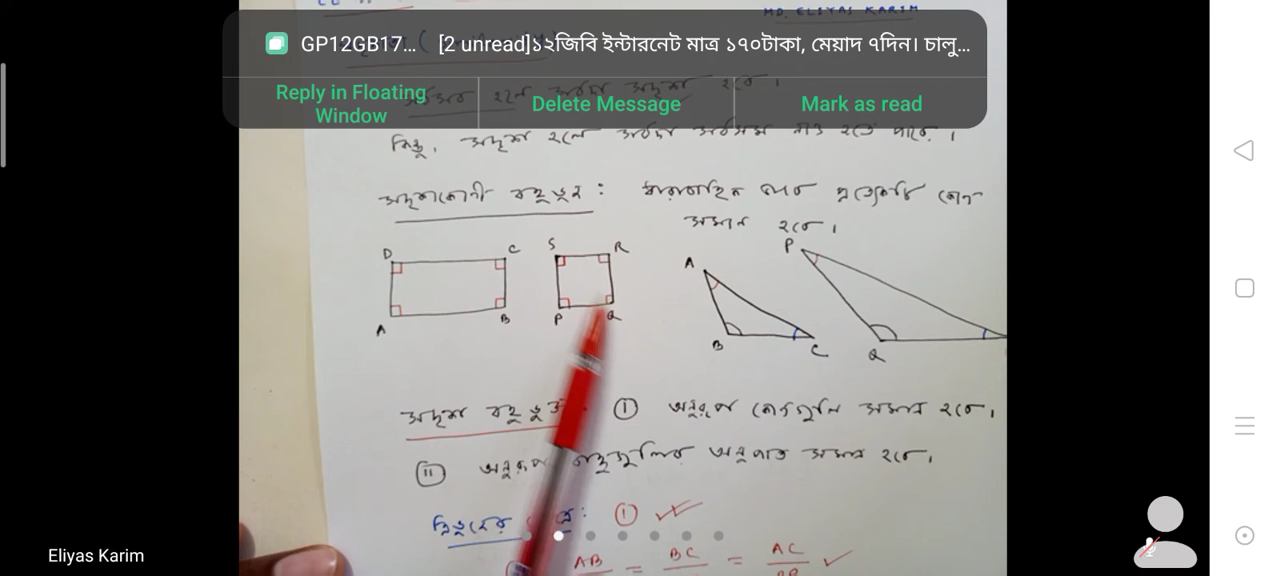 MD. ELIYAS KARIM
GP12GB17... [2 unread]১২জিবি ইন্টারনেট মাত্র ১৭০টাকা, মেয়াদ ৭দিন। চালু...
Reply in Floating Window Delete Message Mark as read
কিন্তু, সদৃশ হলে সর্বদা সর্বসম নাও হতে পারে।
সদৃশকোণী বহুভুজ : ধারাবাহিক ভাবে প্রত্যেকটি কোণ
সমান হবে।
D C S R A P
A B P Q B C Q
সদৃশ বহুভুজ (i) অনুরূপ কোণগুলি সমান হবে।
(ii) অনুরূপ বাহুগুলির অনুপাত সমান হবে।
ত্রিভুজের : (i)
AB = BC = AC
Eliyas Karim